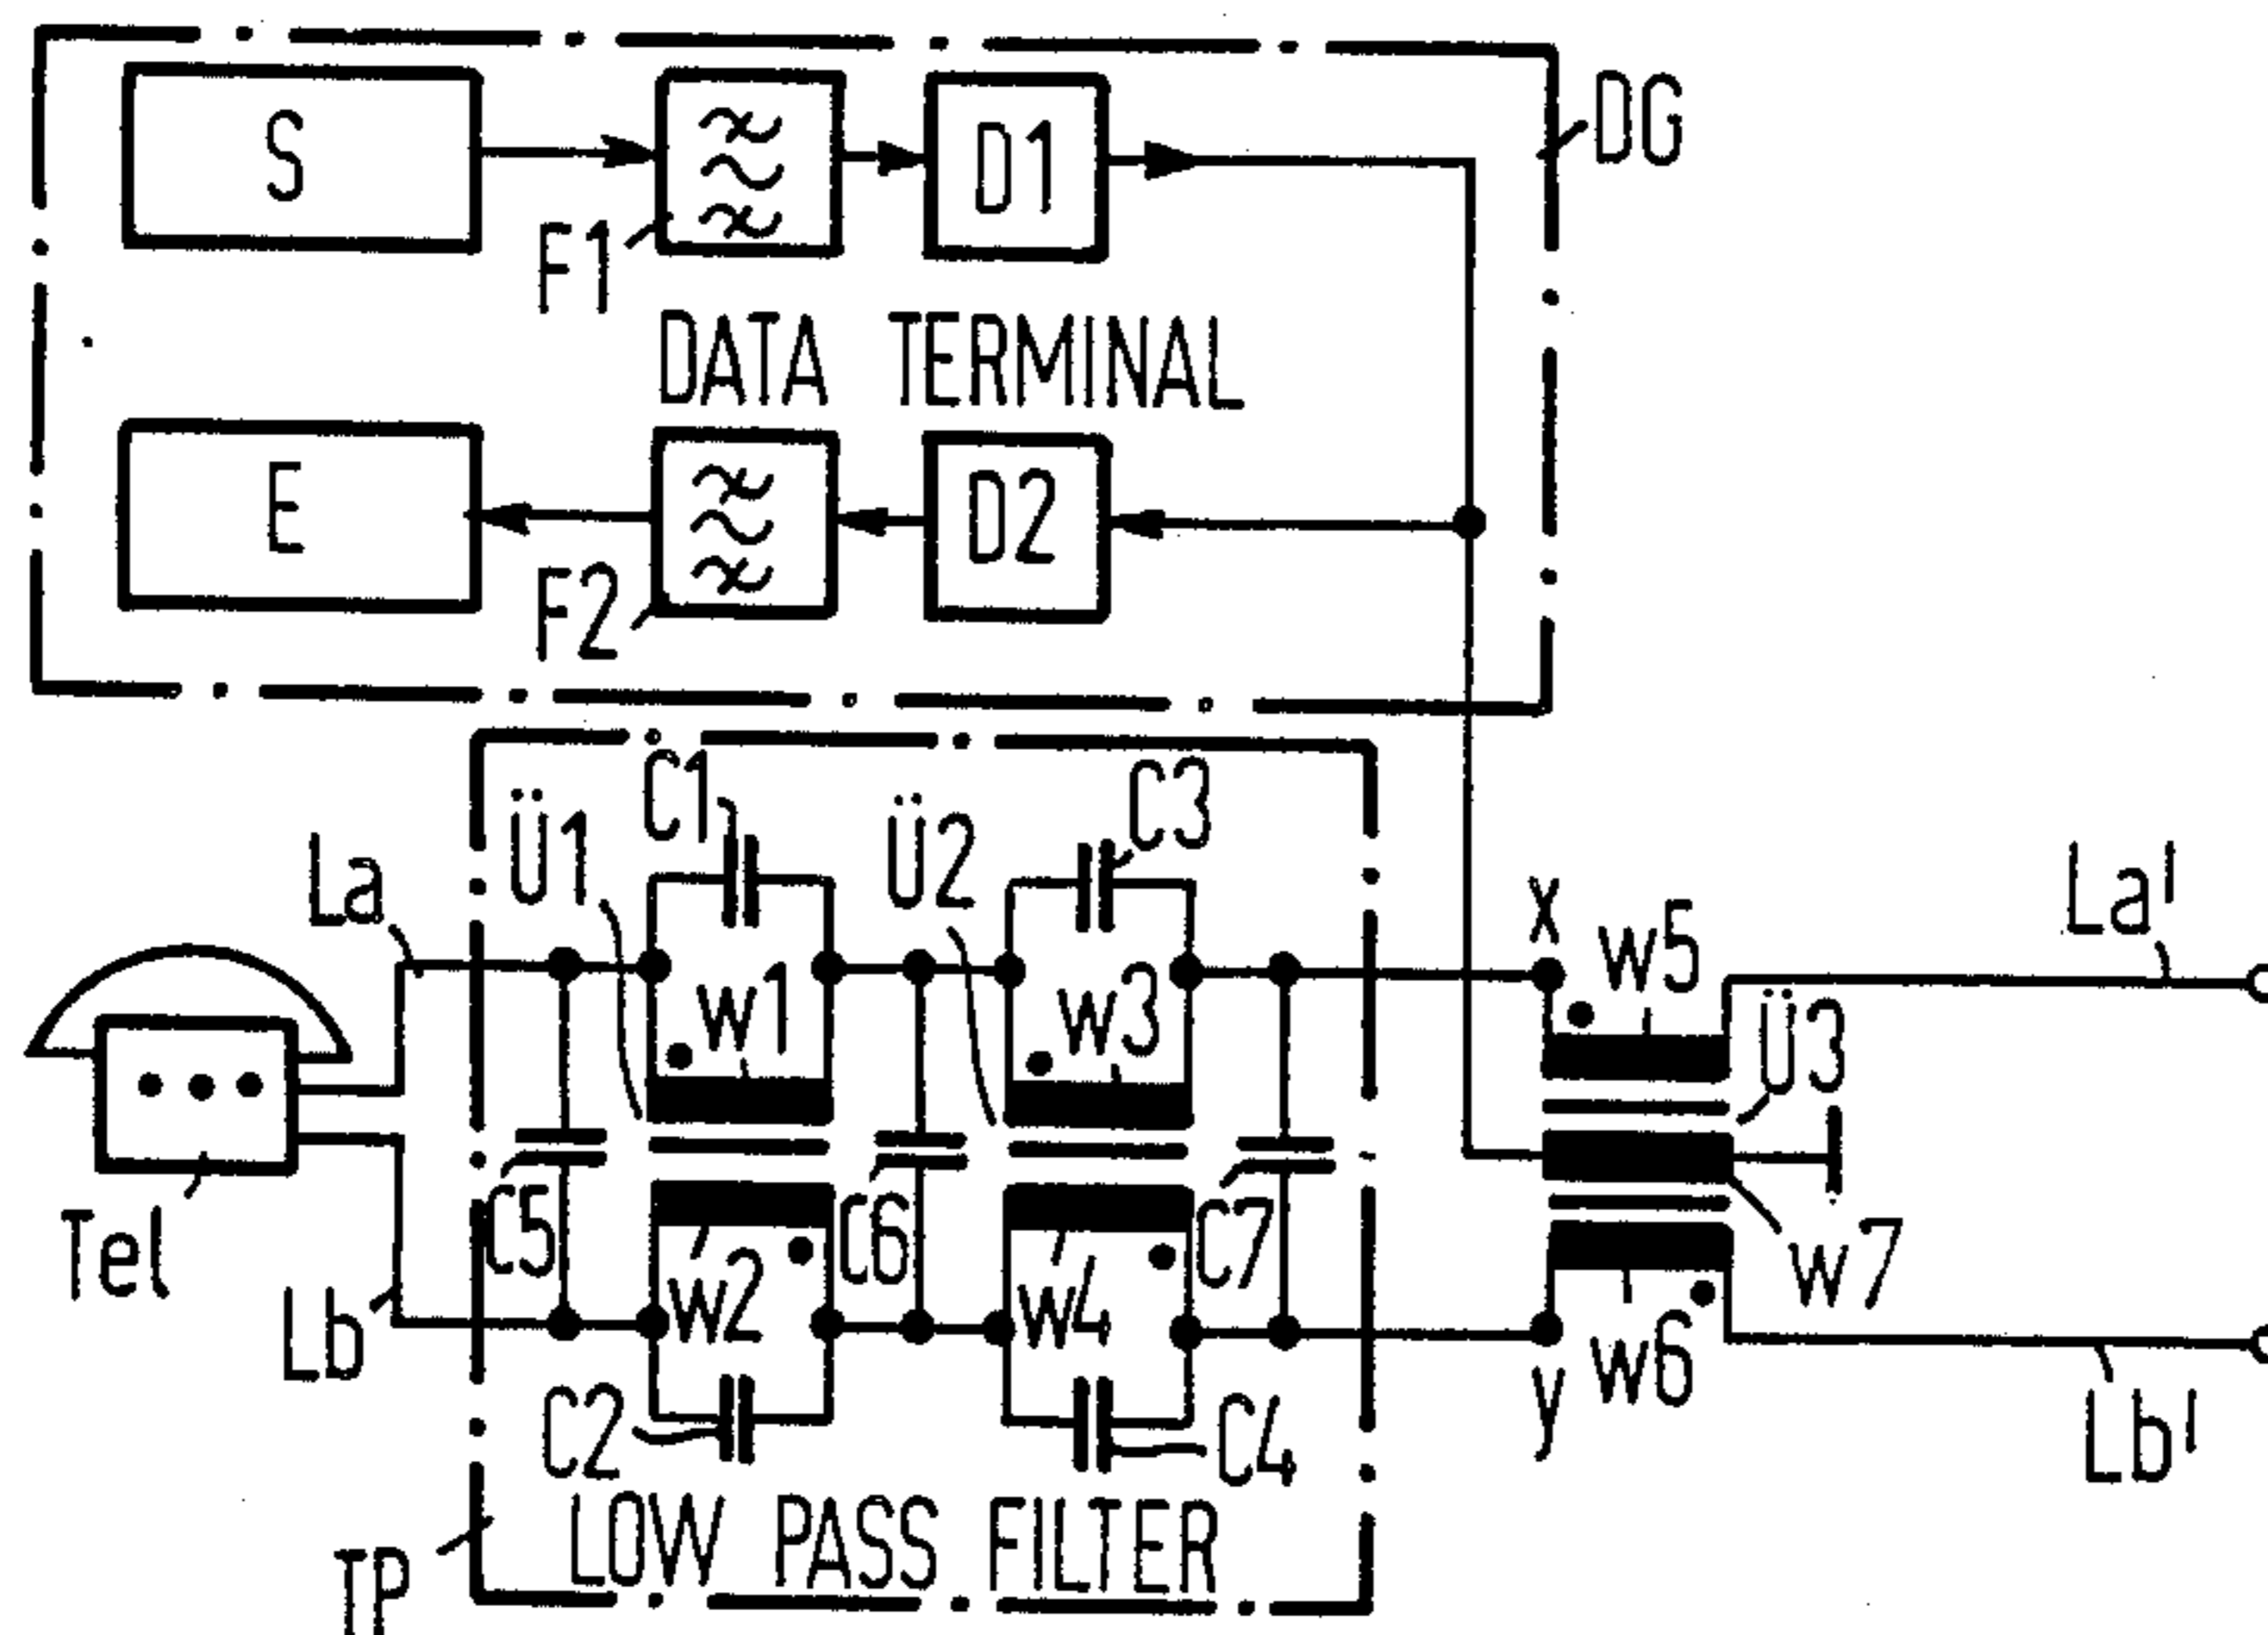 S
D1
DG
F1
DATA TERMINAL
E
D2
F2
C1
C3
Ü1
Ü2
La
La'
x
w5
w1
w3
Ü3
Tel
C5
C6
C7
w7
Lb
w2
w4
w6
y
C2
C4
Lb'
LOW PASS FILTER
TP